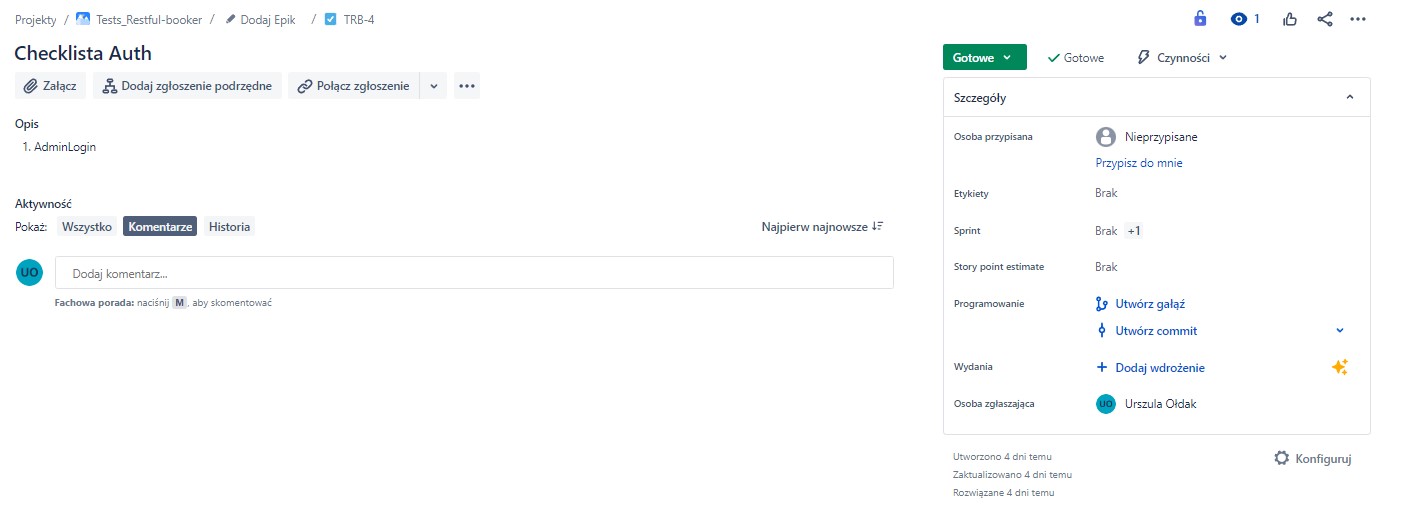 Projekty / Tests_Restful-booker / Dodaj Epik / TRB-4
1
Checklista Auth
Gotowe
Gotowe
Czynności
Załącz
Dodaj zgłoszenie podrzędne
Połącz zgłoszenie
Szczegóły
Opis
1. AdminLogin
Osoba przypisana
Nieprzypisane
Przypisz do mnie
Etykiety
Brak
Aktywność
Pokaż: Wszystko Komentarze Historia
Najpierw najnowsze
Sprint
Brak +1
Story point estimate
Brak
UO
Dodaj komentarz...
Fachowa porada: naciśnij M, aby skomentować
Programowanie
Utwórz gałąź
Utwórz commit
Wydania
+ Dodaj wdrożenie
Osoba zgłaszająca
UO Urszula Ołdak
Utworzono 4 dni temu
Zaktualizowano 4 dni temu
Rozwiązane 4 dni temu
Konfiguruj